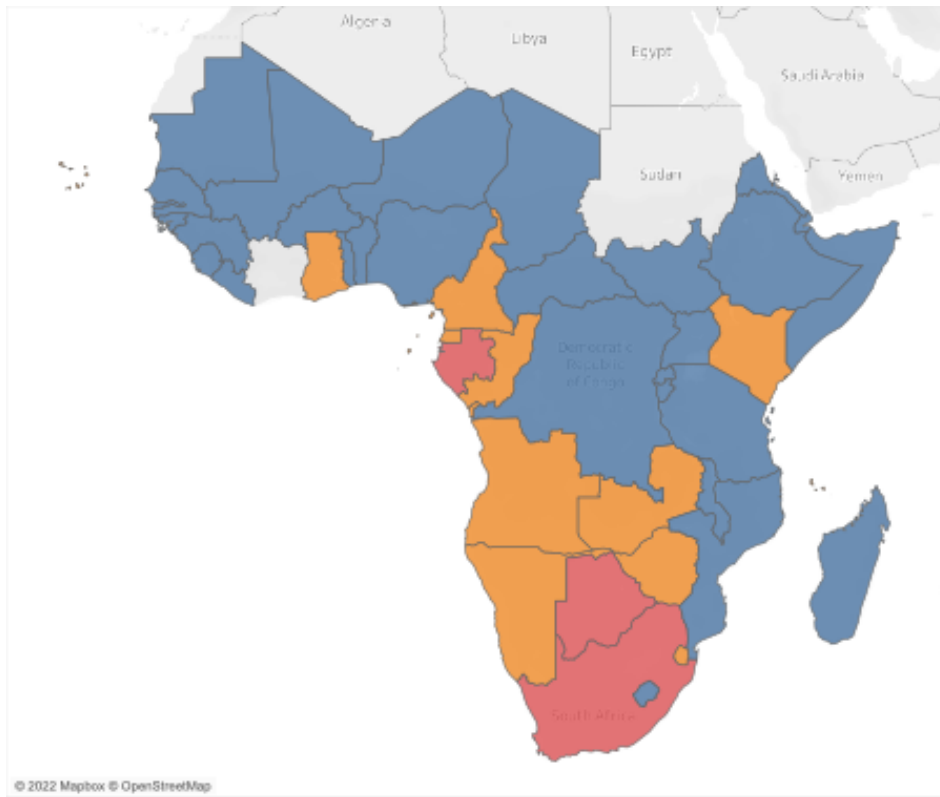 Algeria
Libya
Egypt
Saudi Arabia
Sudan
Yemen
Democratic
Republic
of Congo
South Africa
© 2022 Mapbox © OpenStreetMap